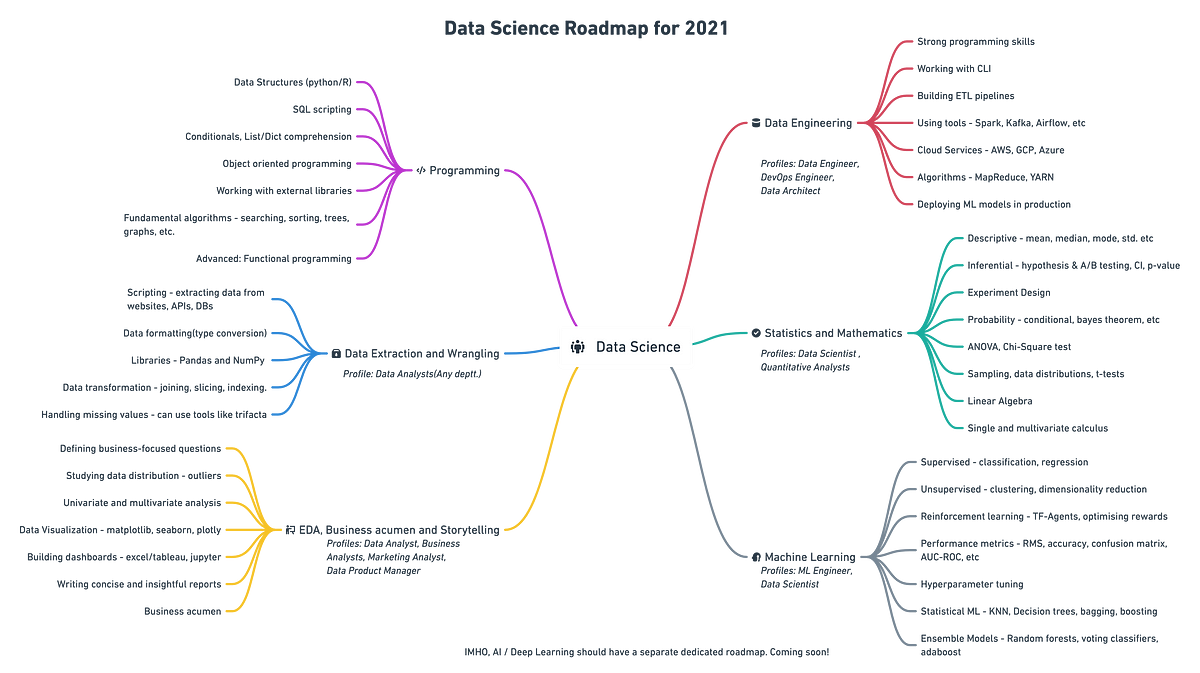 Data Science Roadmap for 2021
Data Structures (python/R)
SQL scripting
Conditionals, List/Dict comprehension
Object oriented programming
Working with external libraries
Fundamental algorithms - searching, sorting, trees,
graphs, etc.
Advanced: Functional programming
</> Programming
Scripting - extracting data from
websites, APIs, DBs
Data formatting(type conversion)
Libraries - Pandas and NumPy
Data transformation - joining, slicing, indexing.
Handling missing values - can use tools like trifacta
Data Extraction and Wrangling
Profile: Data Analysts(Any deptt.)
Defining business-focused questions
Studying data distribution - outliers
Univariate and multivariate analysis
Data Visualization - matplotlib, seaborn, plotly
Building dashboards - excel/tableau, jupyter
Writing concise and insightful reports
Business acumen
EDA, Business acumen and Storytelling
Profiles: Data Analyst, Business
Analysts, Marketing Analyst,
Data Product Manager
Data Science
Data Engineering
Profiles: Data Engineer,
DevOps Engineer,
Data Architect
Strong programming skills
Working with CLI
Building ETL pipelines
Using tools - Spark, Kafka, Airflow, etc
Cloud Services - AWS, GCP, Azure
Algorithms - MapReduce, YARN
Deploying ML models in production
Statistics and Mathematics
Profiles: Data Scientist ,
Quantitative Analysts
Descriptive - mean, median, mode, std. etc
Inferential - hypothesis & A/B testing, CI, p-value
Experiment Design
Probability - conditional, bayes theorem, etc
ANOVA, Chi-Square test
Sampling, data distributions, t-tests
Linear Algebra
Single and multivariate calculus
Machine Learning
Profiles: ML Engineer,
Data Scientist
Supervised - classification, regression
Unsupervised - clustering, dimensionality reduction
Reinforcement learning - TF-Agents, optimising rewards
Performance metrics - RMS, accuracy, confusion matrix,
AUC-ROC, etc
Hyperparameter tuning
Statistical ML - KNN, Decision trees, bagging, boosting
Ensemble Models - Random forests, voting classifiers,
adaboost
IMHO, AI / Deep Learning should have a separate dedicated roadmap. Coming soon!